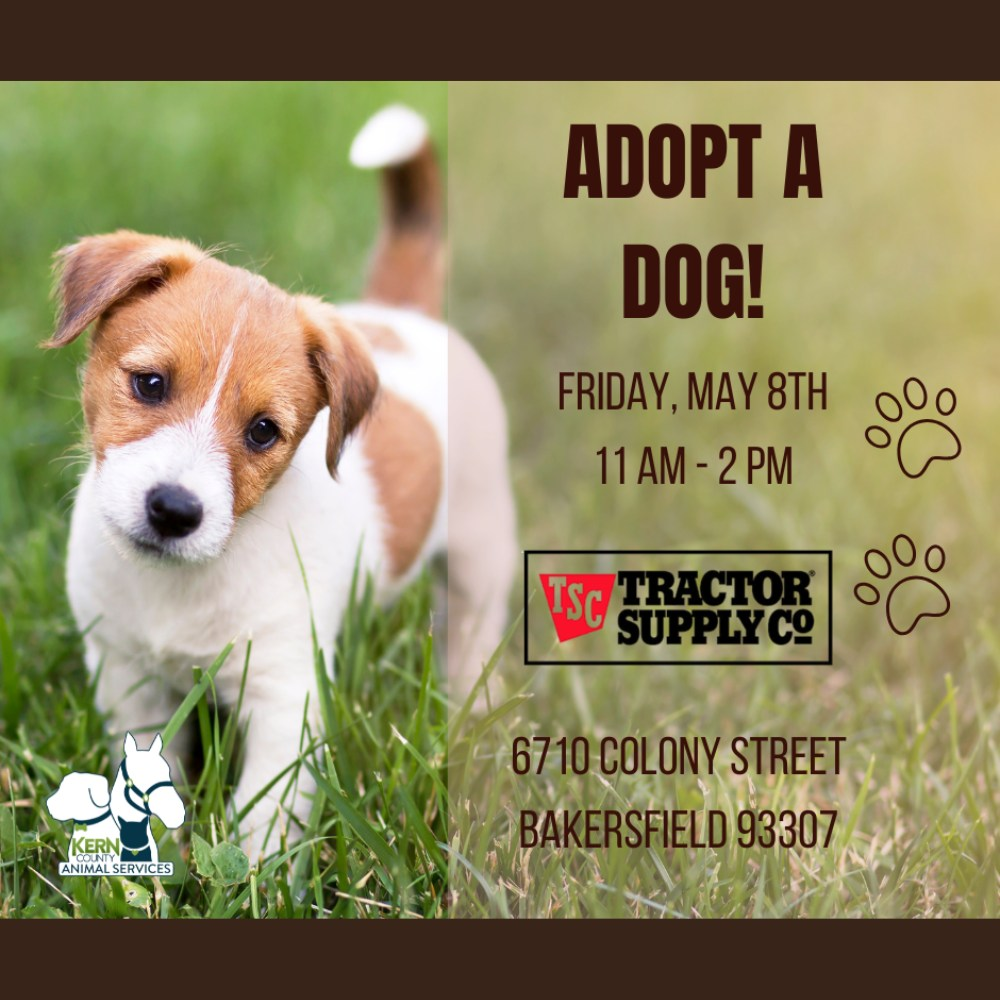 ADOPT A
DOG!
FRIDAY, MAY 8TH
11 AM - 2 PM
TSC TRACTOR
SUPPLY CO
6710 COLONY STREET
BAKERSFIELD 93307
KERN
COUNTY
ANIMAL SERVICES